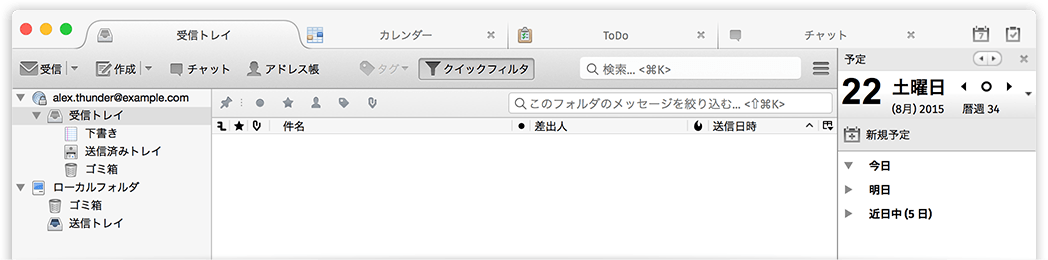 受信トレイ カレンダー ToDo チャット 7
受信 作成 チャット アドレス帳 タグ クイックフィルタ 検索... <⌘K> 予定
alex.thunder@example.com
受信トレイ
下書き
送信済みトレイ
ゴミ箱
ローカルフォルダ
ゴミ箱
送信トレイ
このフォルダのメッセージを絞り込む... <⇧⌘K>
件名 差出人 送信日時
22 土曜日
(8月) 2015 暦週 34
新規予定
今日
明日
近日中 (5 日)